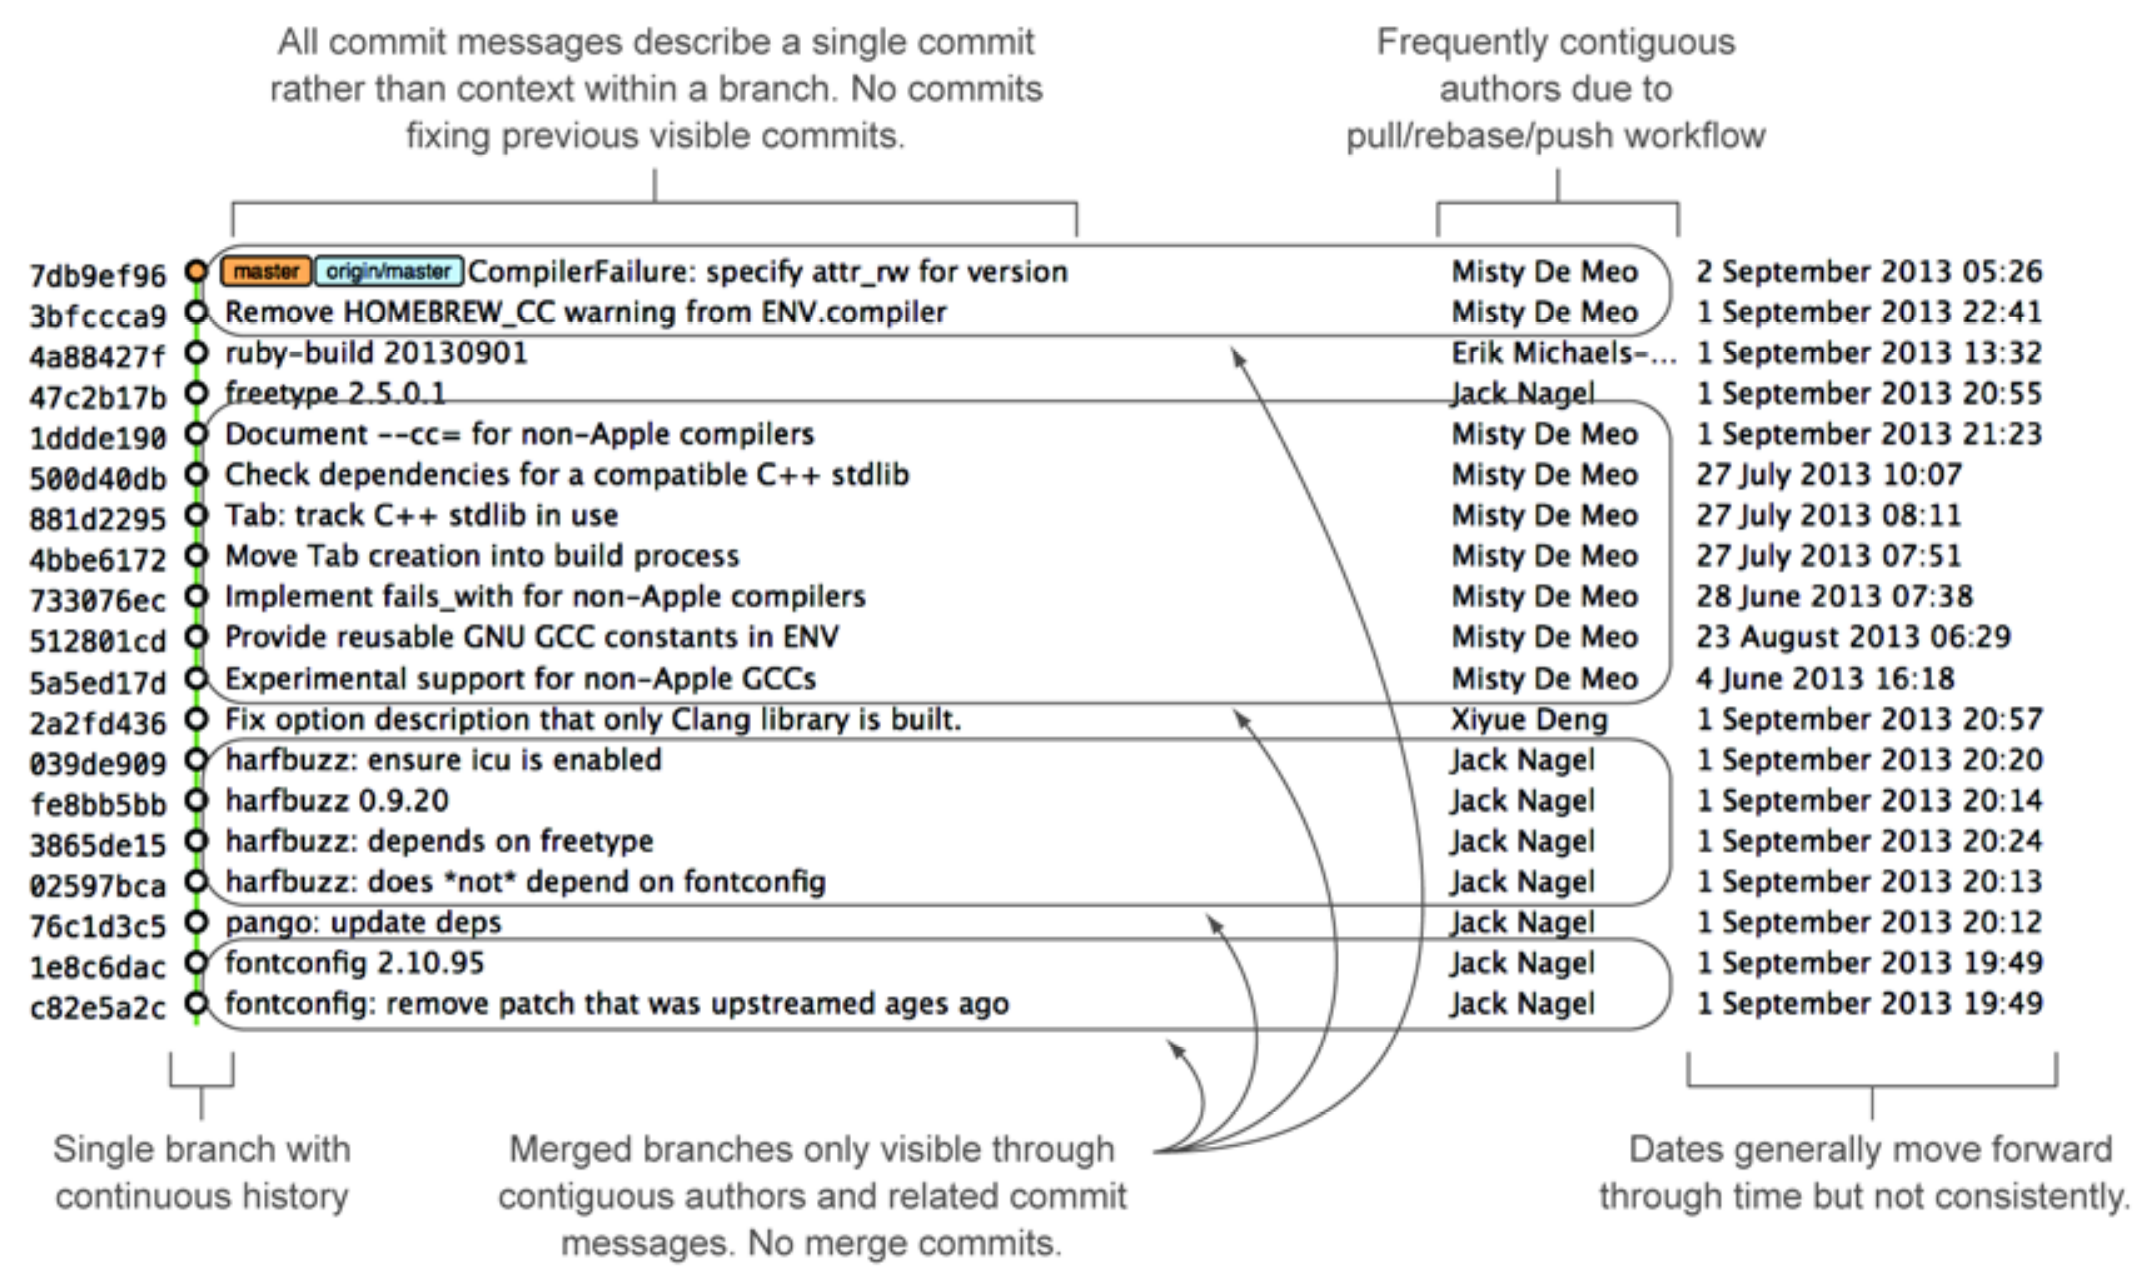 All commit messages describe a single commit
rather than context within a branch. No commits
fixing previous visible commits.
Frequently contiguous
authors due to
pull/rebase/push workflow
7db9ef96 master origin/master CompilerFailure: specify attr_rw for version Misty De Meo 2 September 2013 05:26
3bfccca9 Remove HOMEBREW_CC warning from ENV.compiler Misty De Meo 1 September 2013 22:41
4a88427f ruby-build 20130901 Erik Michaels-... 1 September 2013 13:32
47c2b17b freetype 2.5.0.1 Jack Nagel 1 September 2013 20:55
1ddde190 Document --cc= for non-Apple compilers Misty De Meo 1 September 2013 21:23
500d40db Check dependencies for a compatible C++ stdlib Misty De Meo 27 July 2013 10:07
881d2295 Tab: track C++ stdlib in use Misty De Meo 27 July 2013 08:11
4bbe6172 Move Tab creation into build process Misty De Meo 27 July 2013 07:51
733076ec Implement fails_with for non-Apple compilers Misty De Meo 28 June 2013 07:38
512801cd Provide reusable GNU GCC constants in ENV Misty De Meo 23 August 2013 06:29
5a5ed17d Experimental support for non-Apple GCCs Misty De Meo 4 June 2013 16:18
2a2fd436 Fix option description that only Clang library is built. Xiyue Deng 1 September 2013 20:57
039de909 harfbuzz: ensure icu is enabled Jack Nagel 1 September 2013 20:20
fe8bb5bb harfbuzz 0.9.20 Jack Nagel 1 September 2013 20:14
3865de15 harfbuzz: depends on freetype Jack Nagel 1 September 2013 20:24
02597bca harfbuzz: does *not* depend on fontconfig Jack Nagel 1 September 2013 20:13
76c1d3c5 pango: update deps Jack Nagel 1 September 2013 20:12
1e8c6dac fontconfig 2.10.95 Jack Nagel 1 September 2013 19:49
c82e5a2c fontconfig: remove patch that was upstreamed ages ago Jack Nagel 1 September 2013 19:49
Single branch with
continuous history
Merged branches only visible through
contiguous authors and related commit
messages. No merge commits.
Dates generally move forward
through time but not consistently.